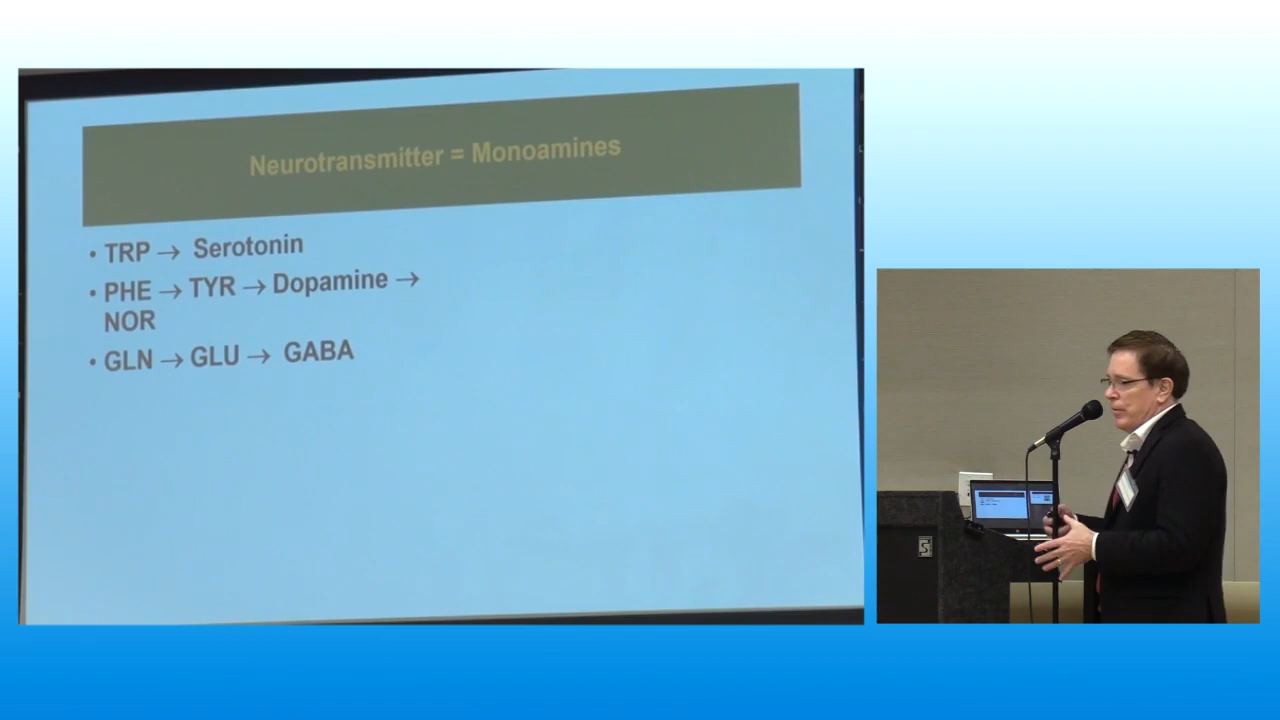 Neurotransmitter = Monoamines
• TRP → Serotonin
• PHE → TYR → Dopamine →
NOR
• GLN → GLU → GABA